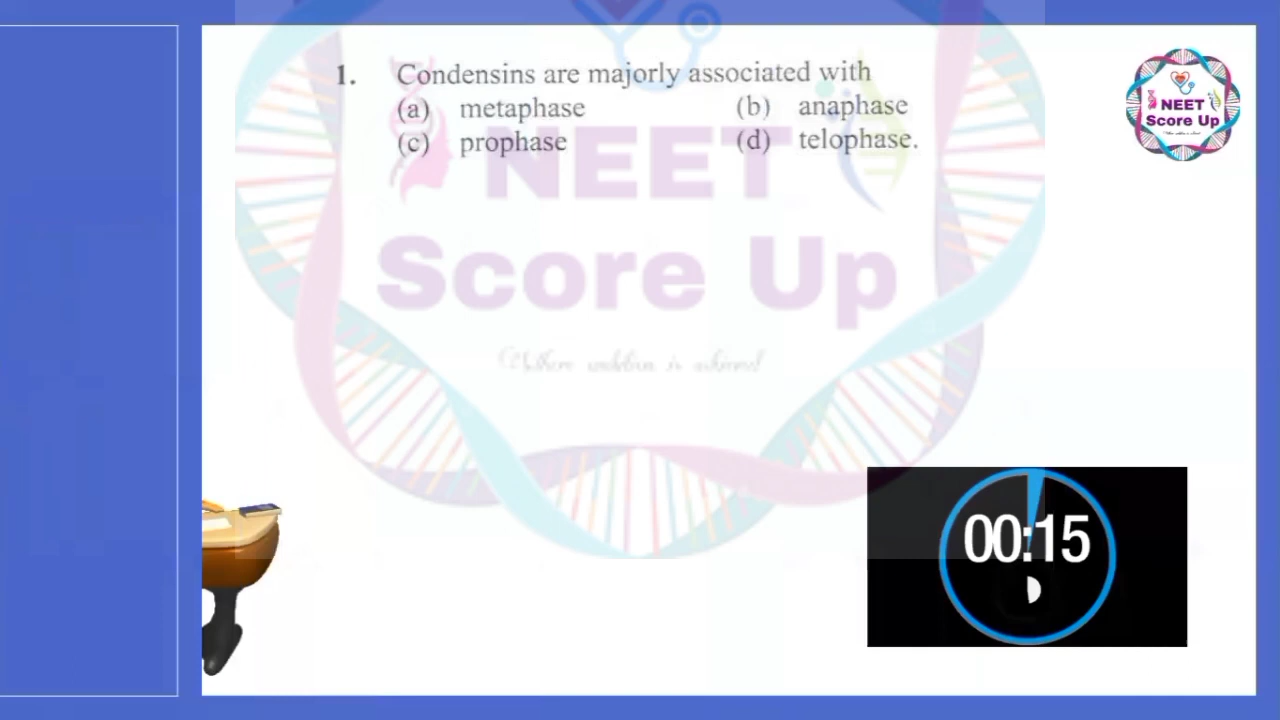 1. Condensins are majorly associated with
(a) metaphase (b) anaphase
(c) prophase (d) telophase.
NEET
Score Up
NEET
Score Up
00:15